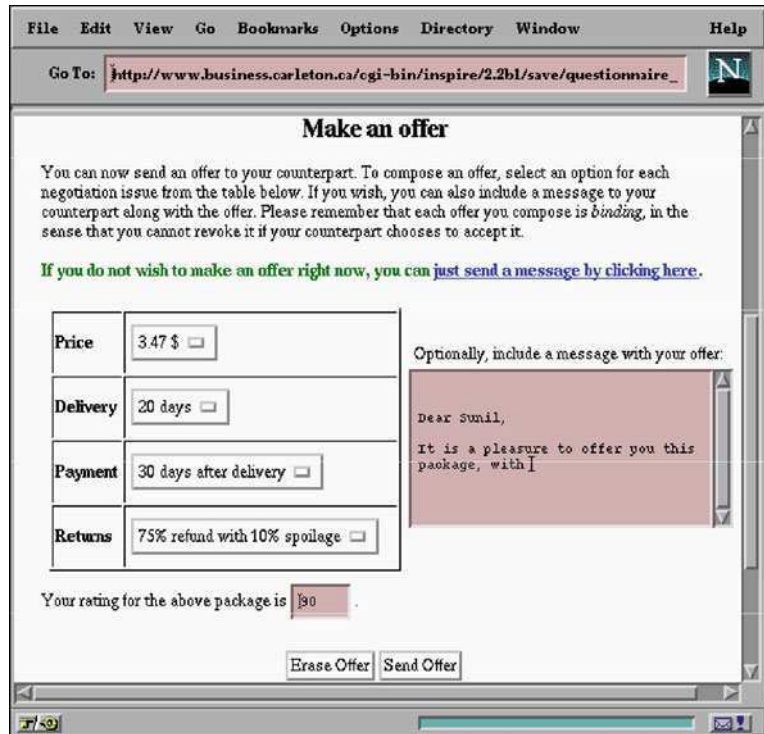 File Edit View Go Bookmarks Options Directory Window Help
Go To: http://www.business.carleton.ca/cgi-bin/inspire/2.2b1/save/questionnaire_
N
Make an offer
You can now send an offer to your counterpart. To compose an offer, select an option for each
negotiation issue from the table below. If you wish, you can also include a message to your
counterpart along with the offer. Please remember that each offer you compose is binding, in the
sense that you cannot revoke it if your counterpart chooses to accept it.
If you do not wish to make an offer right now, you can just send a message by clicking here.
Price 3.47 $
Delivery 20 days
Payment 30 days after delivery
Returns 75% refund with 10% spoilage
Optionally, include a message with your offer:
Dear Sunil,
It is a pleasure to offer you this
package, with
Your rating for the above package is 90 .
Erase Offer Send Offer